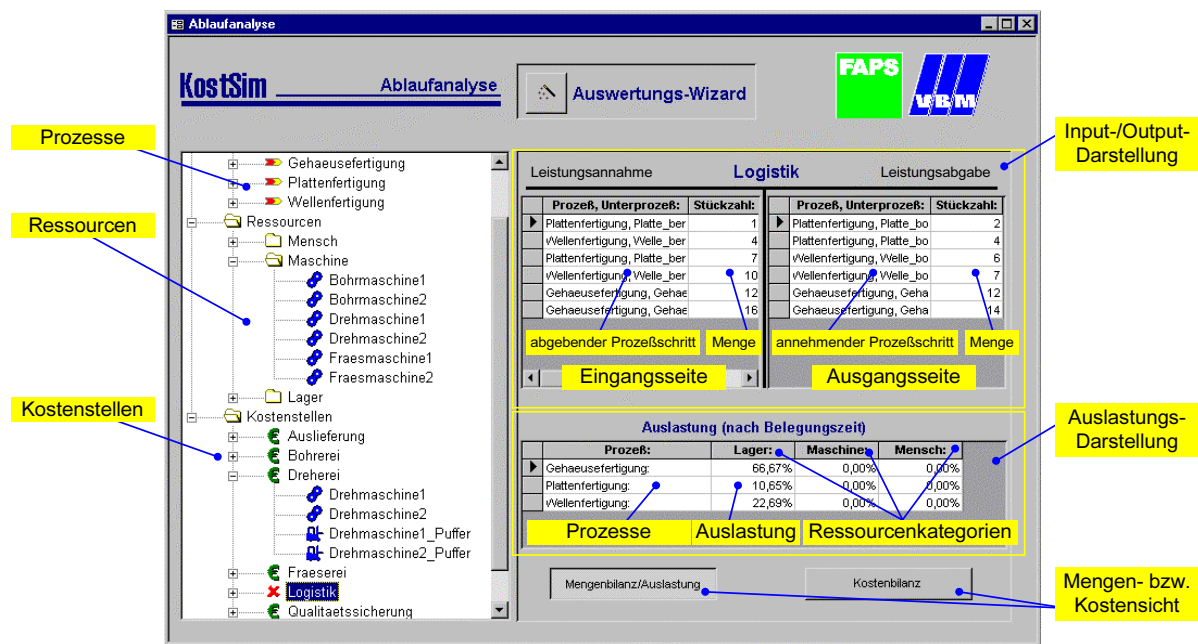 Ablaufanalyse
KostSim Ablaufanalyse
Auswertungs-Wizard
FAPS
VBM
Prozesse
Ressourcen
Kostenstellen
Gehaeusefertigung
Plattenfertigung
Wellenfertigung
Ressourcen
Mensch
Maschine
Bohrmaschine1
Bohrmaschine2
Drehmaschine1
Drehmaschine2
Fraesmaschine1
Fraesmaschine2
Lager
Kostenstellen
Auslieferung
Bohrerei
Dreherei
Drehmaschine1
Drehmaschine2
Drehmaschine1_Puffer
Drehmaschine2_Puffer
Fraeserei
Logistik
Qualitaetssicherung
Input-/Output-
Darstellung
Leistungsannahme Logistik Leistungsabgabe
Prozeß, Unterprozeß: Stückzahl:
Plattenfertigung, Platte_ber 1
Wellenfertigung, Welle_ber 4
Plattenfertigung, Platte_ber 7
Wellenfertigung, Welle_ber 10
Gehaeusefertigung, Gehae 12
Gehaeusefertigung, Gehae 16
abgebender Prozeßschritt Menge
Eingangsseite
Prozeß, Unterprozeß: Stückzahl:
Plattenfertigung, Platte_bo 2
Plattenfertigung, Platte_bo 4
Wellenfertigung, Welle_bo 6
Wellenfertigung, Welle_bo 7
Gehaeusefertigung, Geha 12
Gehaeusefertigung, Geha 14
annehmender Prozeßschritt Menge
Ausgangsseite
Auslastungs-
Darstellung
Auslastung (nach Belegungszeit)
Prozeß: Lager: Maschine: Mensch:
Gehaeusefertigung: 66,67% 0,00% 0,00%
Plattenfertigung: 10,65% 0,00% 0,00%
Wellenfertigung: 22,69% 0,00% 0,00%
Prozesse Auslastung Ressourcenkategorien
Mengenbilanz/Auslastung Kostenbilanz
Mengen- bzw.
Kostensicht